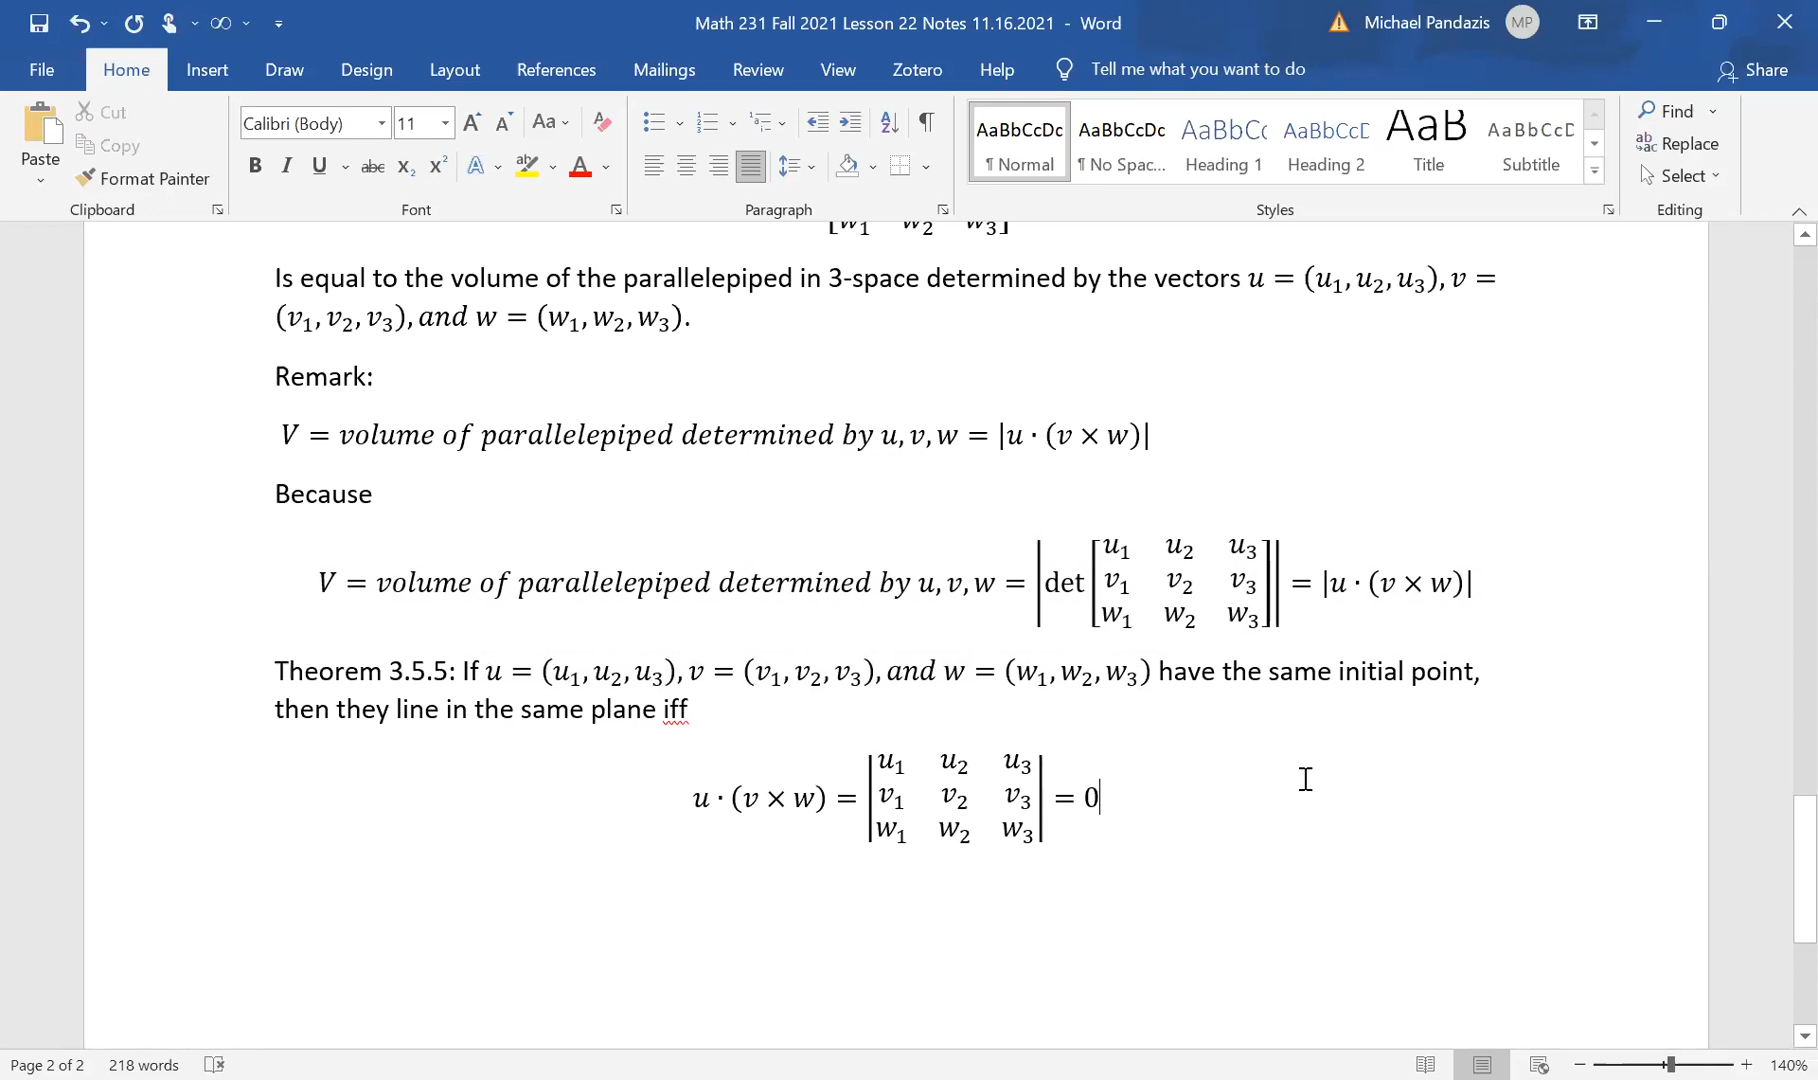 Math 231 Fall 2021 Lesson 22 Notes 11.16.2021 - Word
Michael Pandazis MP
File Home Insert Draw Design Layout References Mailings Review View Zotero Help Tell me what you want to do Share
Paste Cut Copy Format Painter Clipboard
Calibri (Body) 11 Aa Font
Paragraph
AaBbCcDc ¶ Normal
AaBbCcDc ¶ No Spac...
AaBbCc Heading 1
AaBbCcD Heading 2
AaB Title
AaBbCcD Subtitle
Styles
Find Replace Select Editing
[w₁ w₂ w₃]
Is equal to the volume of the parallelepiped in 3-space determined by the vectors u = (u₁, u₂, u₃), v =
(v₁, v₂, v₃), and w = (w₁, w₂, w₃).
Remark:
V = volume of parallelepiped determined by u, v, w = |u · (v × w)|
Because
V = volume of parallelepiped determined by u, v, w = |det [u₁ u₂ u₃ v₁ v₂ v₃ w₁ w₂ w₃]| = |u · (v × w)|
Theorem 3.5.5: If u = (u₁, u₂, u₃), v = (v₁, v₂, v₃), and w = (w₁, w₂, w₃) have the same initial point,
then they line in the same plane iff
u · (v × w) = |u₁ u₂ u₃ v₁ v₂ v₃ w₁ w₂ w₃| = 0
Page 2 of 2 218 words 140%